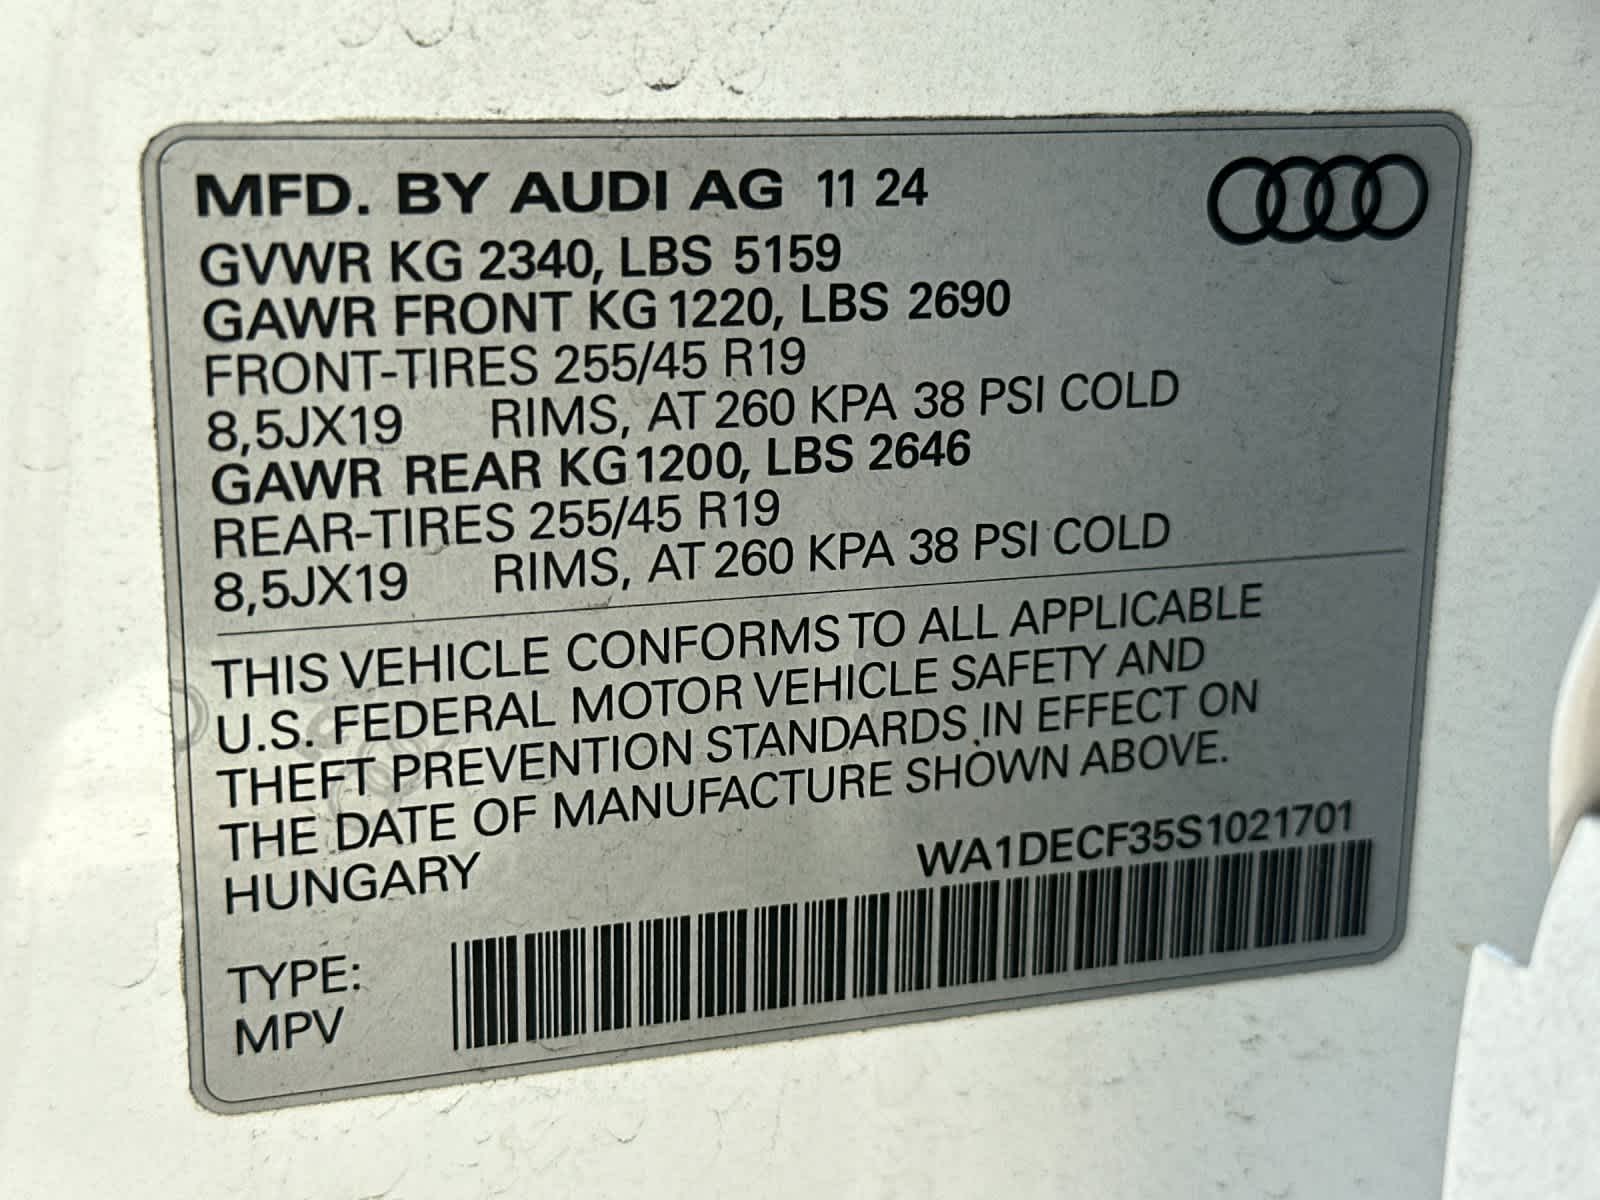 MFD. BY AUDI AG 11 24
GVWR KG 2340, LBS 5159
GAWR FRONT KG 1220, LBS 2690
FRONT-TIRES 255/45 R19
8,5JX19 RIMS, AT 260 KPA 38 PSI COLD
GAWR REAR KG 1200, LBS 2646
REAR-TIRES 255/45 R19
8,5JX19 RIMS, AT 260 KPA 38 PSI COLD
THIS VEHICLE CONFORMS TO ALL APPLICABLE
U.S. FEDERAL MOTOR VEHICLE SAFETY AND
THEFT PREVENTION STANDARDS IN EFFECT ON
THE DATE OF MANUFACTURE SHOWN ABOVE.
HUNGARY
WA1DECF35S1021701
TYPE:
MPV